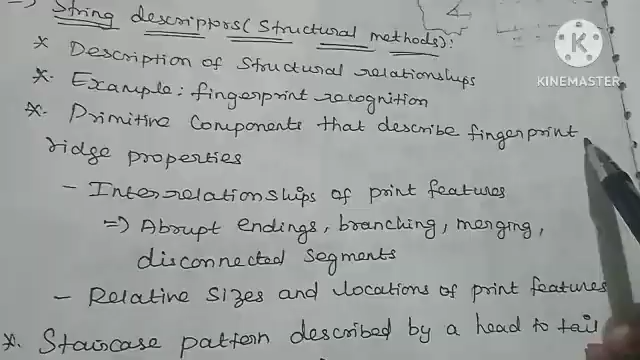 =) String descriptors (Structural methods):
* Description of structural relationships
* Example: fingerprint recognition
* Primitive Components that describe fingerprint
ridge properties
- Interrelationships of print features
=) Abrupt endings, branching, merging,
disconnected segments
- Relative sizes and locations of print features
* Staircase pattern described by a head to tail
KINEMASTER